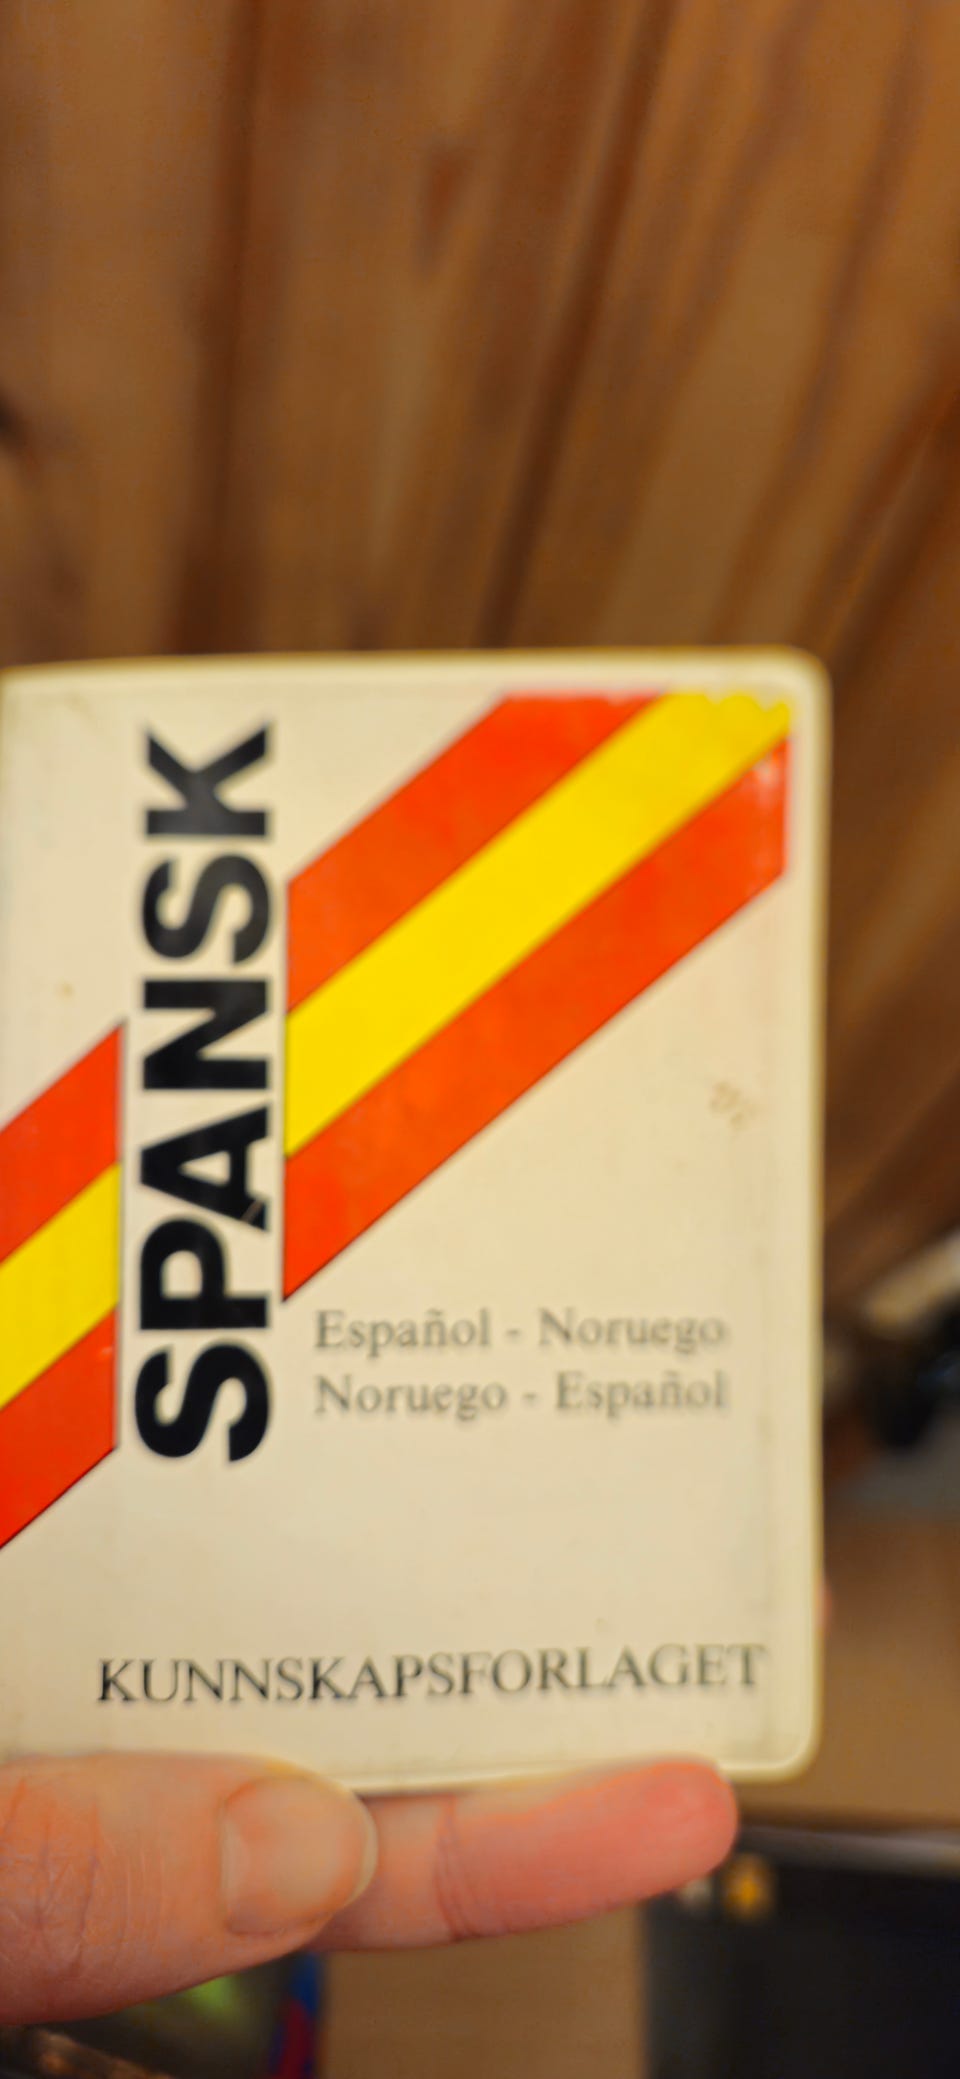 SPANSK
Español - Noruego
Noruego - Español
KUNNSKAPSFORLAGET